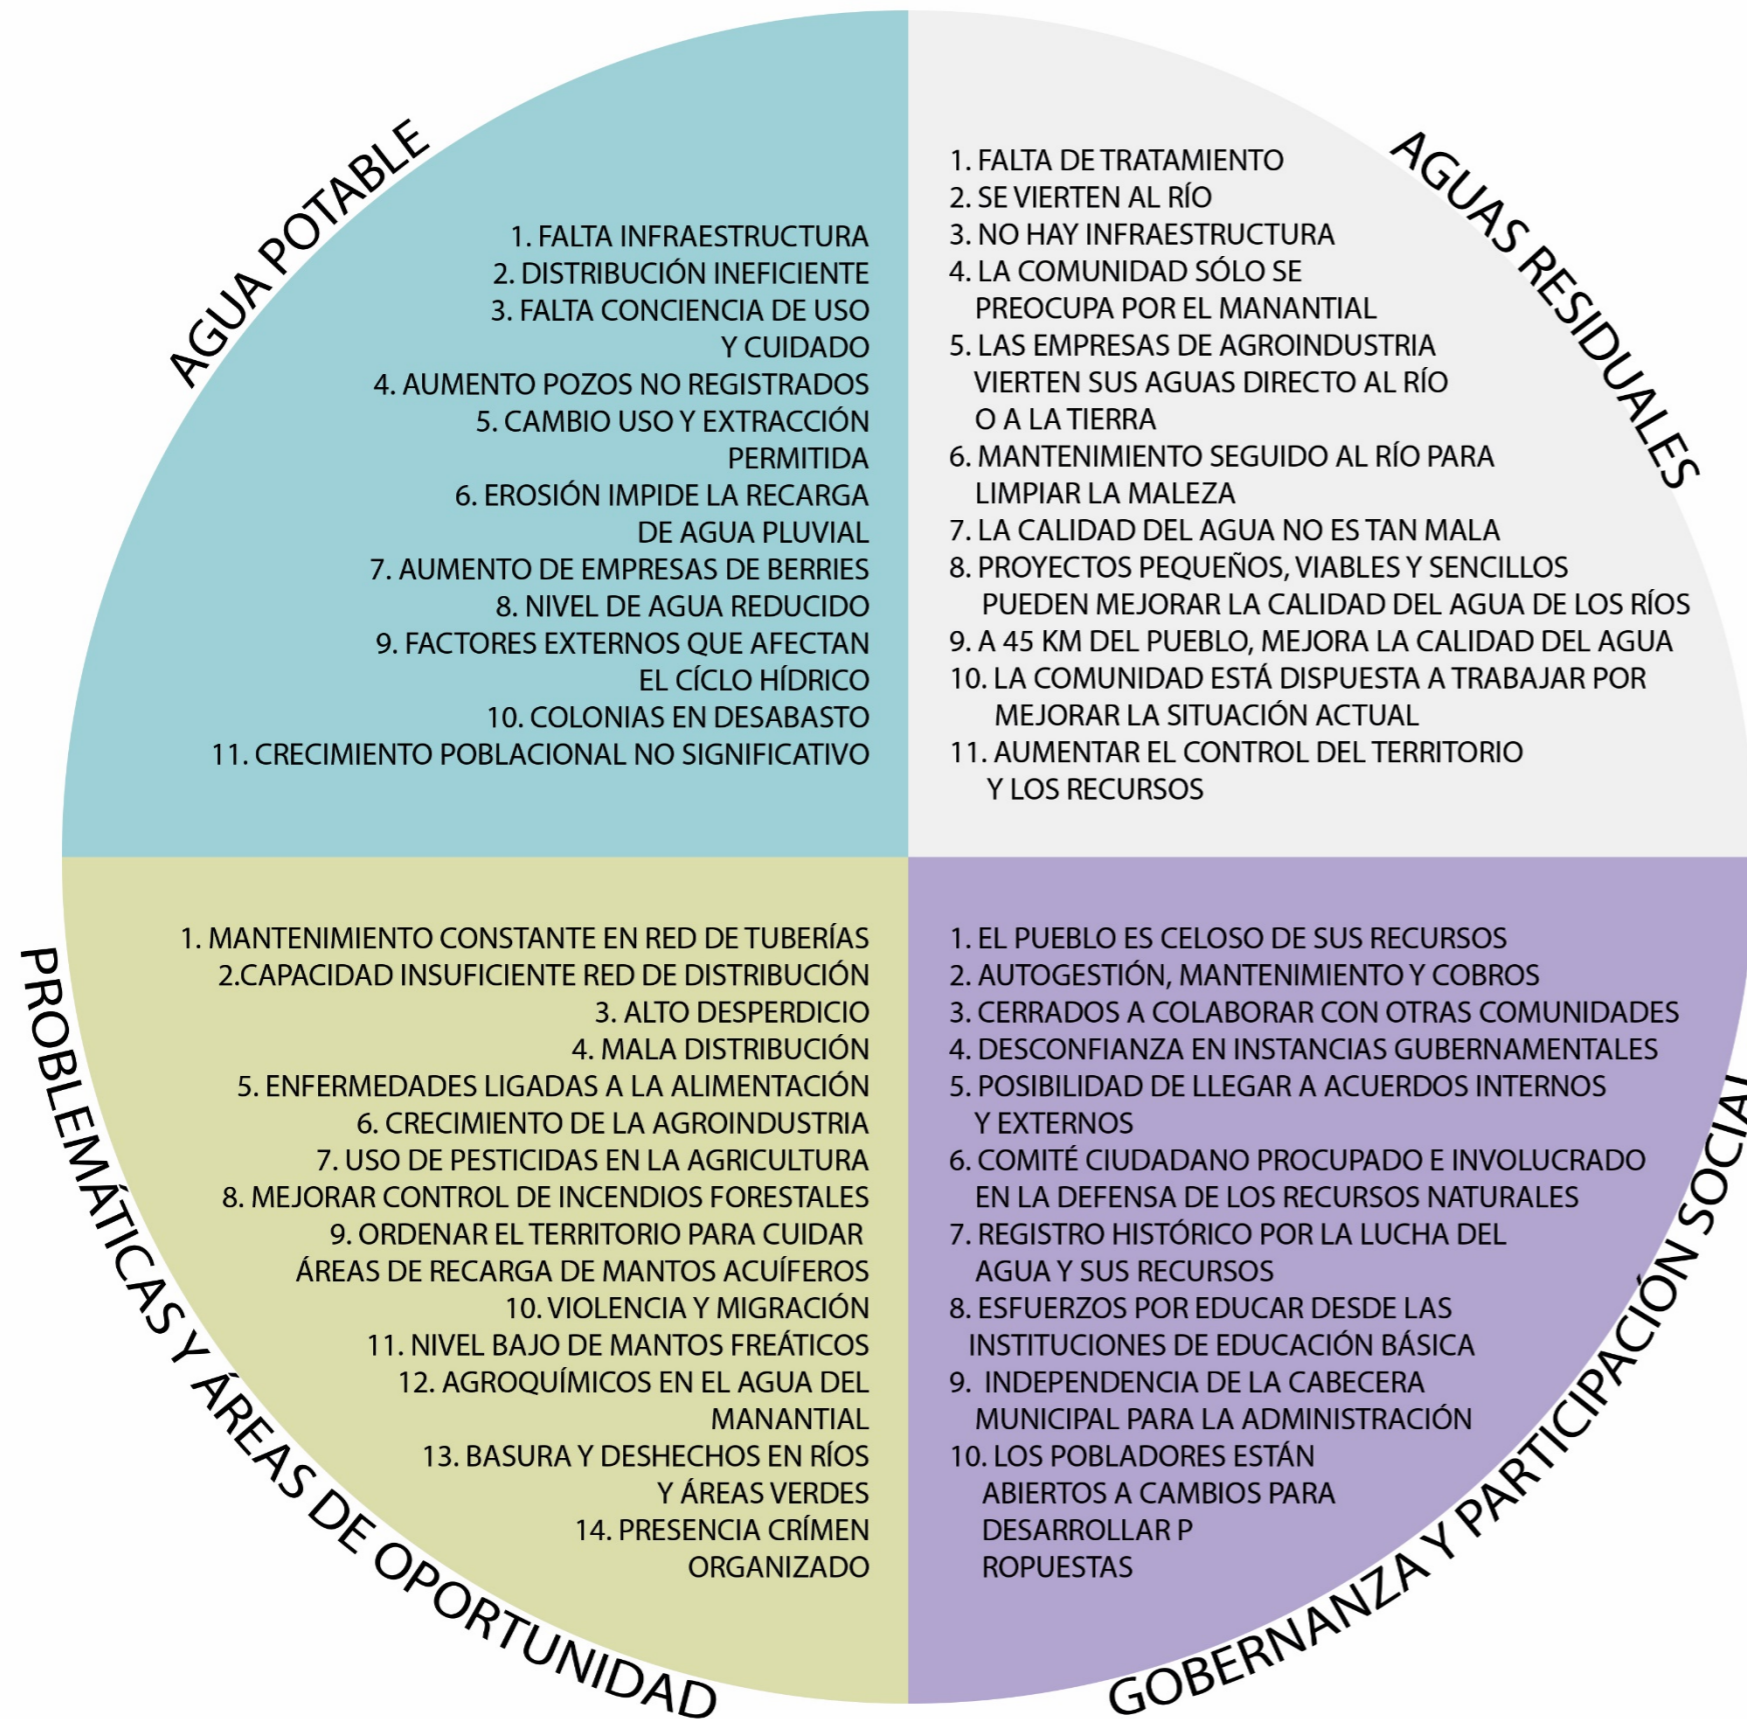 AGUA POTABLE
1. FALTA INFRAESTRUCTURA
2. DISTRIBUCIÓN INEFICIENTE
3. FALTA CONCIENCIA DE USO
Y CUIDADO
4. AUMENTO POZOS NO REGISTRADOS
5. CAMBIO USO Y EXTRACCIÓN
PERMITIDA
6. EROSIÓN IMPIDE LA RECARGA
DE AGUA PLUVIAL
7. AUMENTO DE EMPRESAS DE BERRIES
8. NIVEL DE AGUA REDUCIDO
9. FACTORES EXTERNOS QUE AFECTAN
EL CÍCLO HÍDRICO
10. COLONIAS EN DESABASTO
11. CRECIMIENTO POBLACIONAL NO SIGNIFICATIVO
AGUAS RESIDUALES
1. FALTA DE TRATAMIENTO
2. SE VIERTEN AL RÍO
3. NO HAY INFRAESTRUCTURA
4. LA COMUNIDAD SÓLO SE
PREOCUPA POR EL MANANTIAL
5. LAS EMPRESAS DE AGROINDUSTRIA
VIERTEN SUS AGUAS DIRECTO AL RÍO
O A LA TIERRA
6. MANTENIMIENTO SEGUIDO AL RÍO PARA
LIMPIAR LA MALEZA
7. LA CALIDAD DEL AGUA NO ES TAN MALA
8. PROYECTOS PEQUEÑOS, VIABLES Y SENCILLOS
PUEDEN MEJORAR LA CALIDAD DEL AGUA DE LOS RÍOS
9. A 45 KM DEL PUEBLO, MEJORA LA CALIDAD DEL AGUA
10. LA COMUNIDAD ESTÁ DISPUESTA A TRABAJAR POR
MEJORAR LA SITUACIÓN ACTUAL
11. AUMENTAR EL CONTROL DEL TERRITORIO
Y LOS RECURSOS
PROBLEMÁTICAS Y ÁREAS DE OPORTUNIDAD
1. MANTENIMIENTO CONSTANTE EN RED DE TUBERÍAS
2.CAPACIDAD INSUFICIENTE RED DE DISTRIBUCIÓN
3. ALTO DESPERDICIO
4. MALA DISTRIBUCIÓN
5. ENFERMEDADES LIGADAS A LA ALIMENTACIÓN
6. CRECIMIENTO DE LA AGROINDUSTRIA
7. USO DE PESTICIDAS EN LA AGRICULTURA
8. MEJORAR CONTROL DE INCENDIOS FORESTALES
9. ORDENAR EL TERRITORIO PARA CUIDAR
ÁREAS DE RECARGA DE MANTOS ACUÍFEROS
10. VIOLENCIA Y MIGRACIÓN
11. NIVEL BAJO DE MANTOS FREÁTICOS
12. AGROQUÍMICOS EN EL AGUA DEL
MANANTIAL
13. BASURA Y DESHECHOS EN RÍOS
Y ÁREAS VERDES
14. PRESENCIA CRÍMEN
ORGANIZADO
GOBERNANZA Y PARTICIPACIÓN SOCIAL
1. EL PUEBLO ES CELOSO DE SUS RECURSOS
2. AUTOGESTIÓN, MANTENIMIENTO Y COBROS
3. CERRADOS A COLABORAR CON OTRAS COMUNIDADES
4. DESCONFIANZA EN INSTANCIAS GUBERNAMENTALES
5. POSIBILIDAD DE LLEGAR A ACUERDOS INTERNOS
Y EXTERNOS
6. COMITÉ CIUDADANO PROCUPADO E INVOLUCRADO
EN LA DEFENSA DE LOS RECURSOS NATURALES
7. REGISTRO HISTÓRICO POR LA LUCHA DEL
AGUA Y SUS RECURSOS
8. ESFUERZOS POR EDUCAR DESDE LAS
INSTITUCIONES DE EDUCACIÓN BÁSICA
9. INDEPENDENCIA DE LA CABECERA
MUNICIPAL PARA LA ADMINISTRACIÓN
10. LOS POBLADORES ESTÁN
ABIERTOS A CAMBIOS PARA
DESARROLLAR P
ROPUESTAS